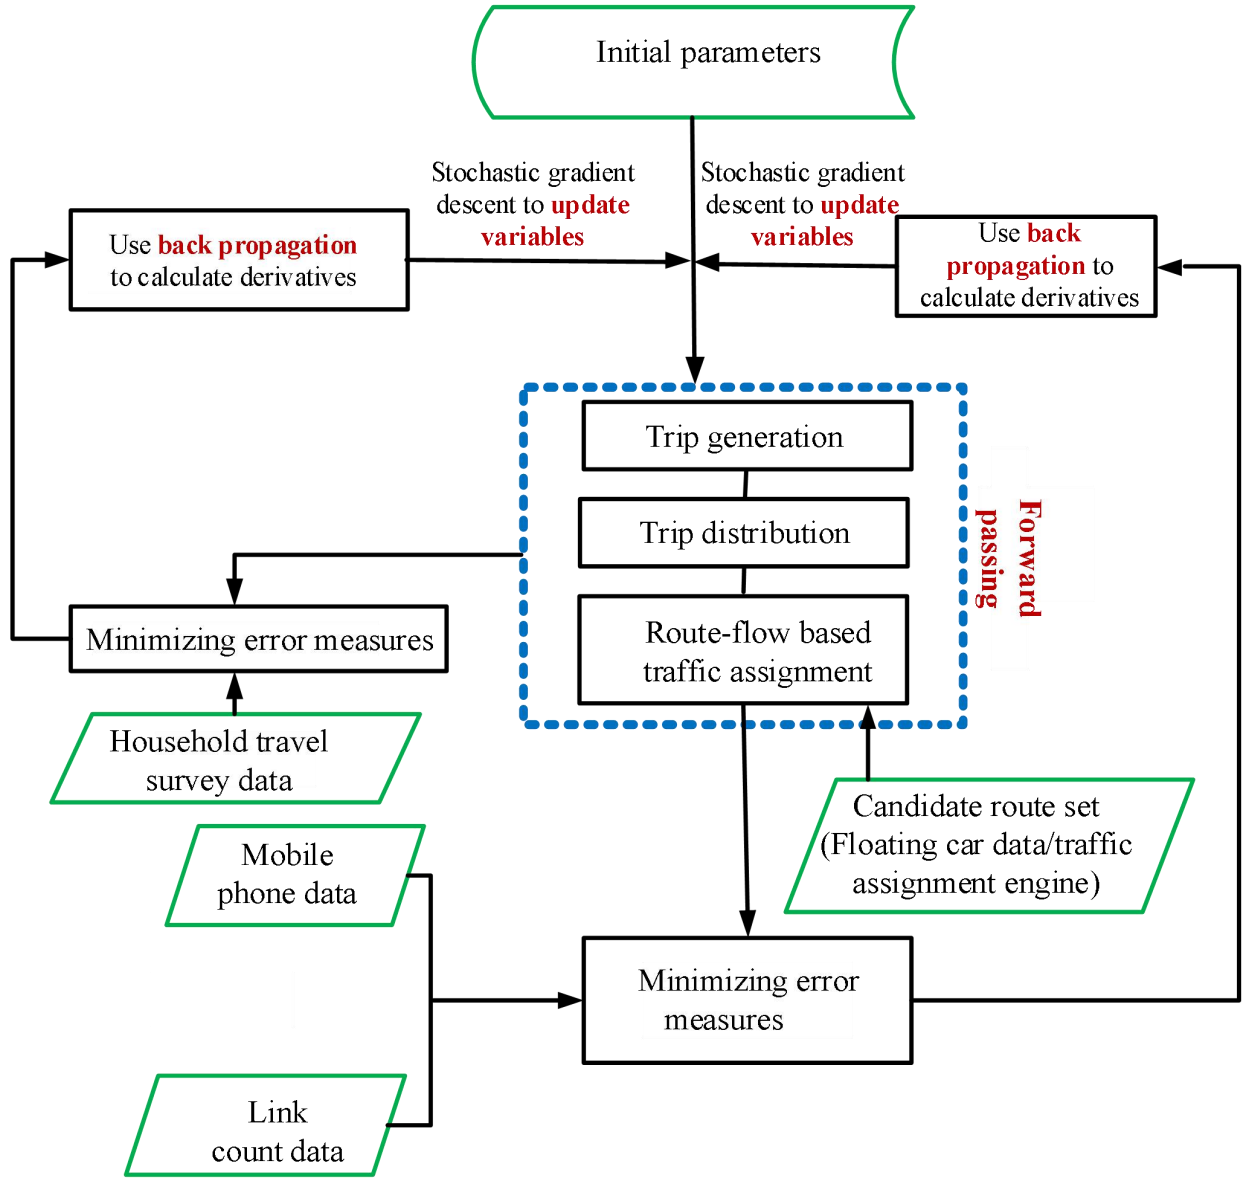 Initial parameters
Stochastic gradient
descent to update
variables
Stochastic gradient
descent to update
variables
Use back propagation
to calculate derivatives
Use back
propagation to
calculate derivatives
Trip generation
Trip distribution
Route-flow based
traffic assignment
Forward
passing
Minimizing error measures
Household travel
survey data
Mobile
phone data
Candidate route set
(Floating car data/traffic
assignment engine)
Minimizing error
measures
Link
count data